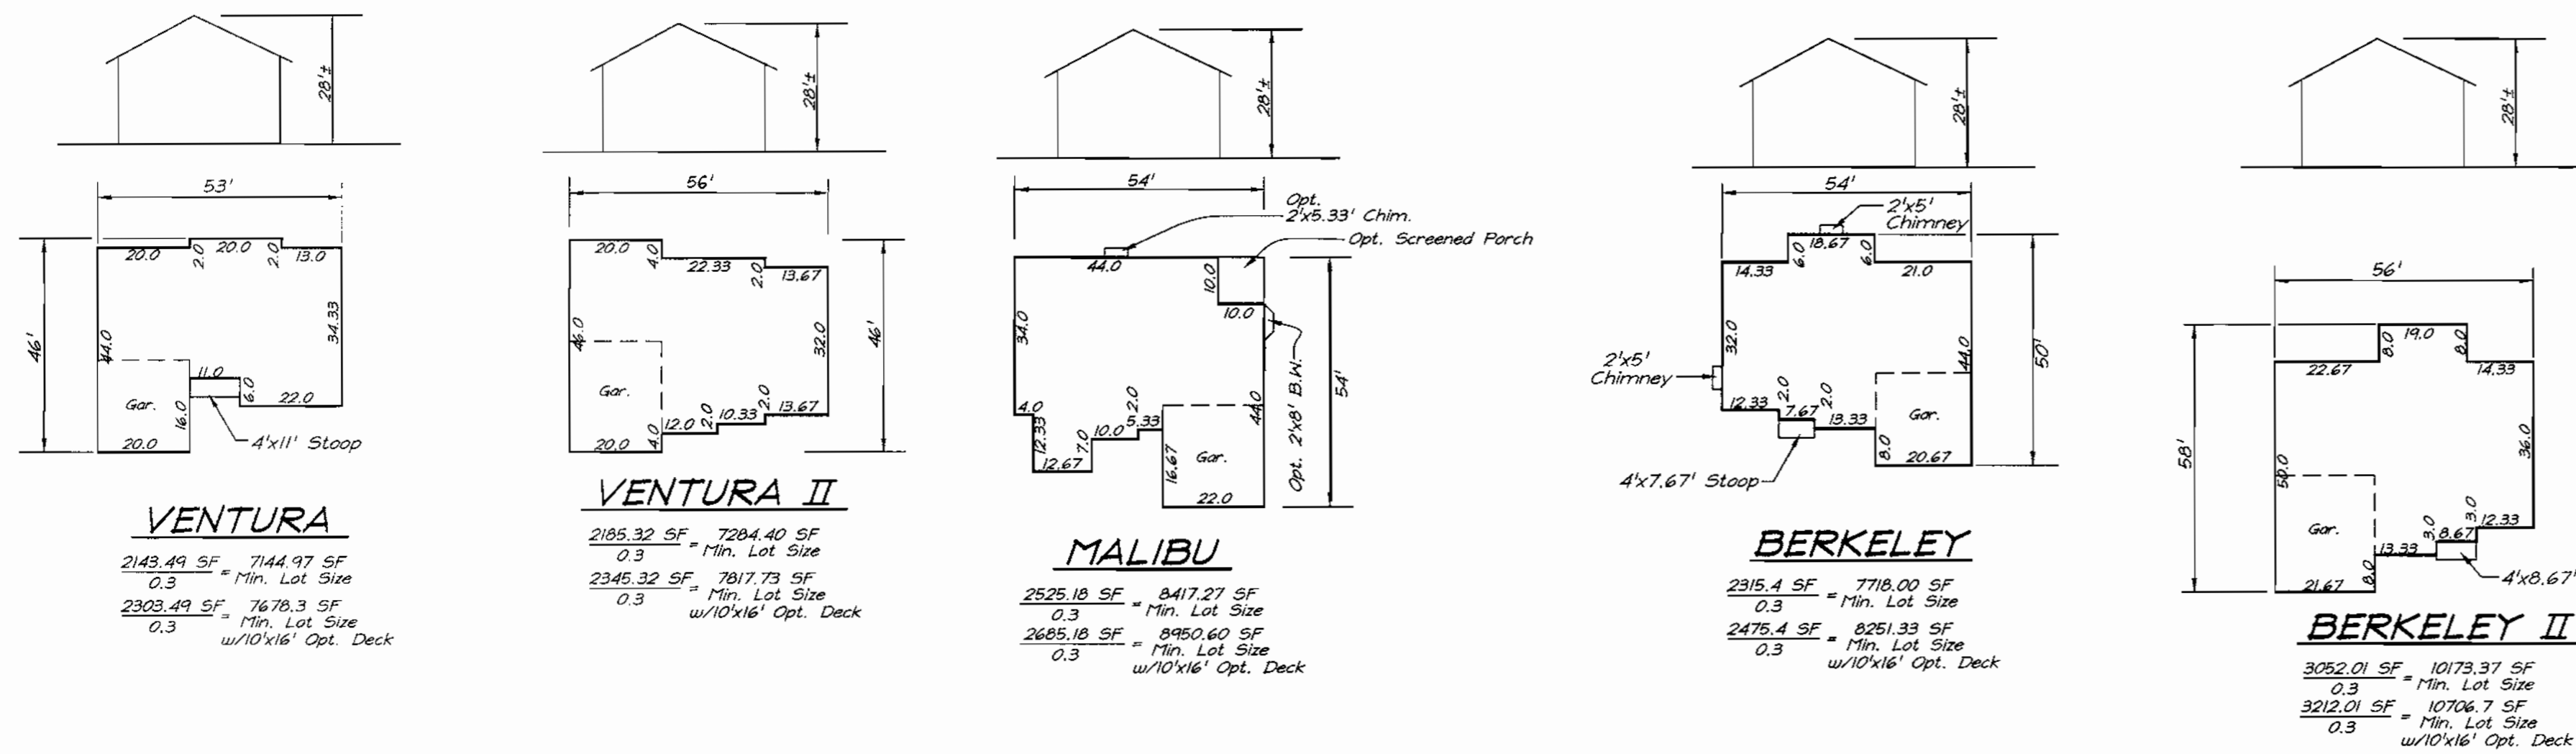 28'±
53'
46'
20.0
2.0
20.0
2.0
13.0
44.0
34.33
11.0
6.0
22.0
Gar.
16.0
20.0
4'x11' Stoop
VENTURA
2143.49 SF = 7144.97 SF
0.3 Min. Lot Size
2303.49 SF = 7678.3 SF
0.3 Min. Lot Size
w/10'x16' Opt. Deck
28'±
56'
20.0
4.0
22.33
2.0
13.67
46.0
32.0
46'
Gar.
12.0
2.0
10.33
2.0
13.67
20.0
4.0
VENTURA II
2185.32 SF = 7284.40 SF
0.3 Min. Lot Size
2345.32 SF = 7817.73 SF
0.3 Min. Lot Size
w/10'x16' Opt. Deck
28'±
54'
Opt.
2'x5.33' Chim.
Opt. Screened Porch
44.0
10.0
10.0
34.0
Opt. 2'x8' B.W.
54'
4.0
12.33
12.67
7.0
10.0
2.0
5.33
44.0
16.67
Gar.
22.0
MALIBU
2525.18 SF = 8417.27 SF
0.3 Min. Lot Size
2685.18 SF = 8950.60 SF
0.3 Min. Lot Size
w/10'x16' Opt. Deck
28'±
54'
2'x5'
Chimney
14.33
6.0
18.67
6.0
21.0
32.0
44.0
50'
2'x5'
Chimney
12.33
2.0
7.67
2.0
13.33
Gar.
8.0
20.67
4'x7.67' Stoop
BERKELEY
2315.4 SF = 7718.00 SF
0.3 Min. Lot Size
2475.4 SF = 8251.33 SF
0.3 Min. Lot Size
w/10'x16' Opt. Deck
28'±
56'
22.67
8.0
19.0
8.0
14.33
58'
50.0
36.0
Gar.
13.33
3.0
8.67
3.0
12.33
21.67
8.0
4'x8.67'
BERKELEY II
3052.01 SF = 10173.37 SF
0.3 Min. Lot Size
3212.01 SF = 10706.7 SF
0.3 Min. Lot Size
w/10'x16' Opt. Deck